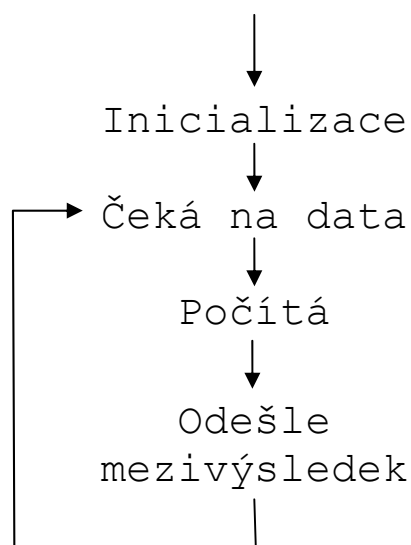 Inicializace
Čeká na data
Počítá
Odešle
mezivýsledek